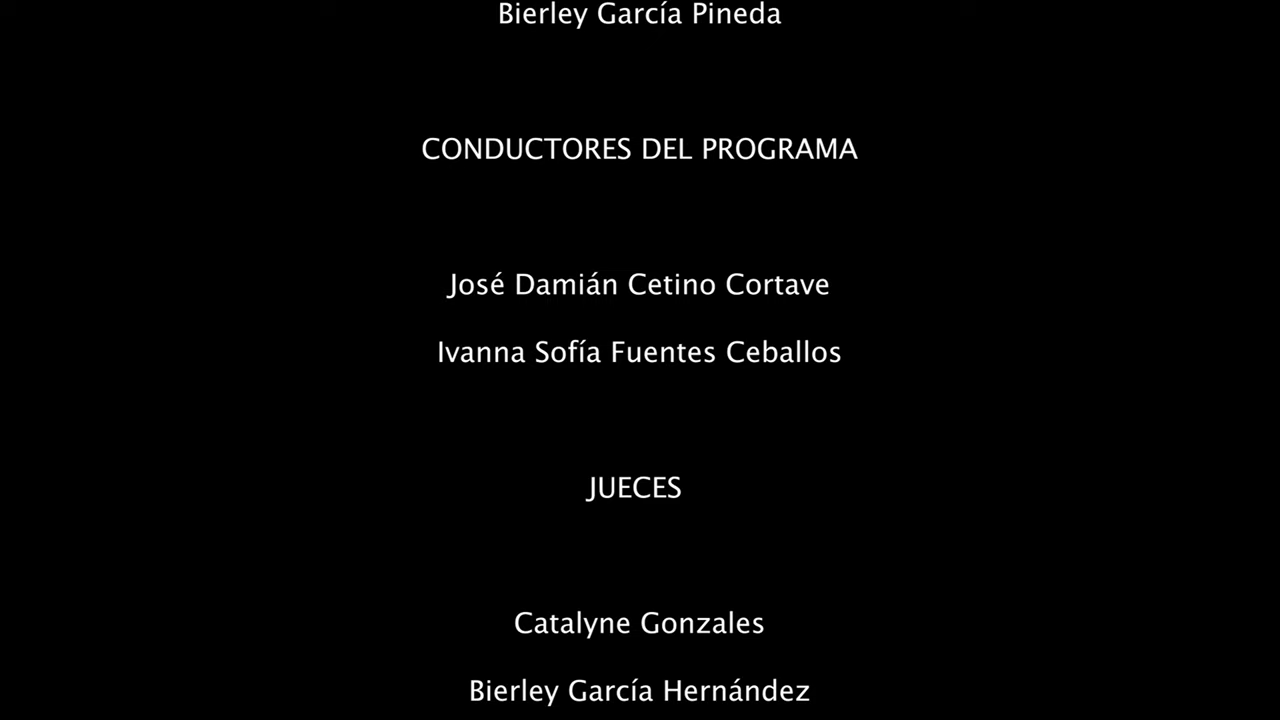 Bierley García Pineda
CONDUCTORES DEL PROGRAMA
José Damián Cetino Cortave
Ivanna Sofía Fuentes Ceballos
JUECES
Catalyne Gonzales
Bierley García Hernández